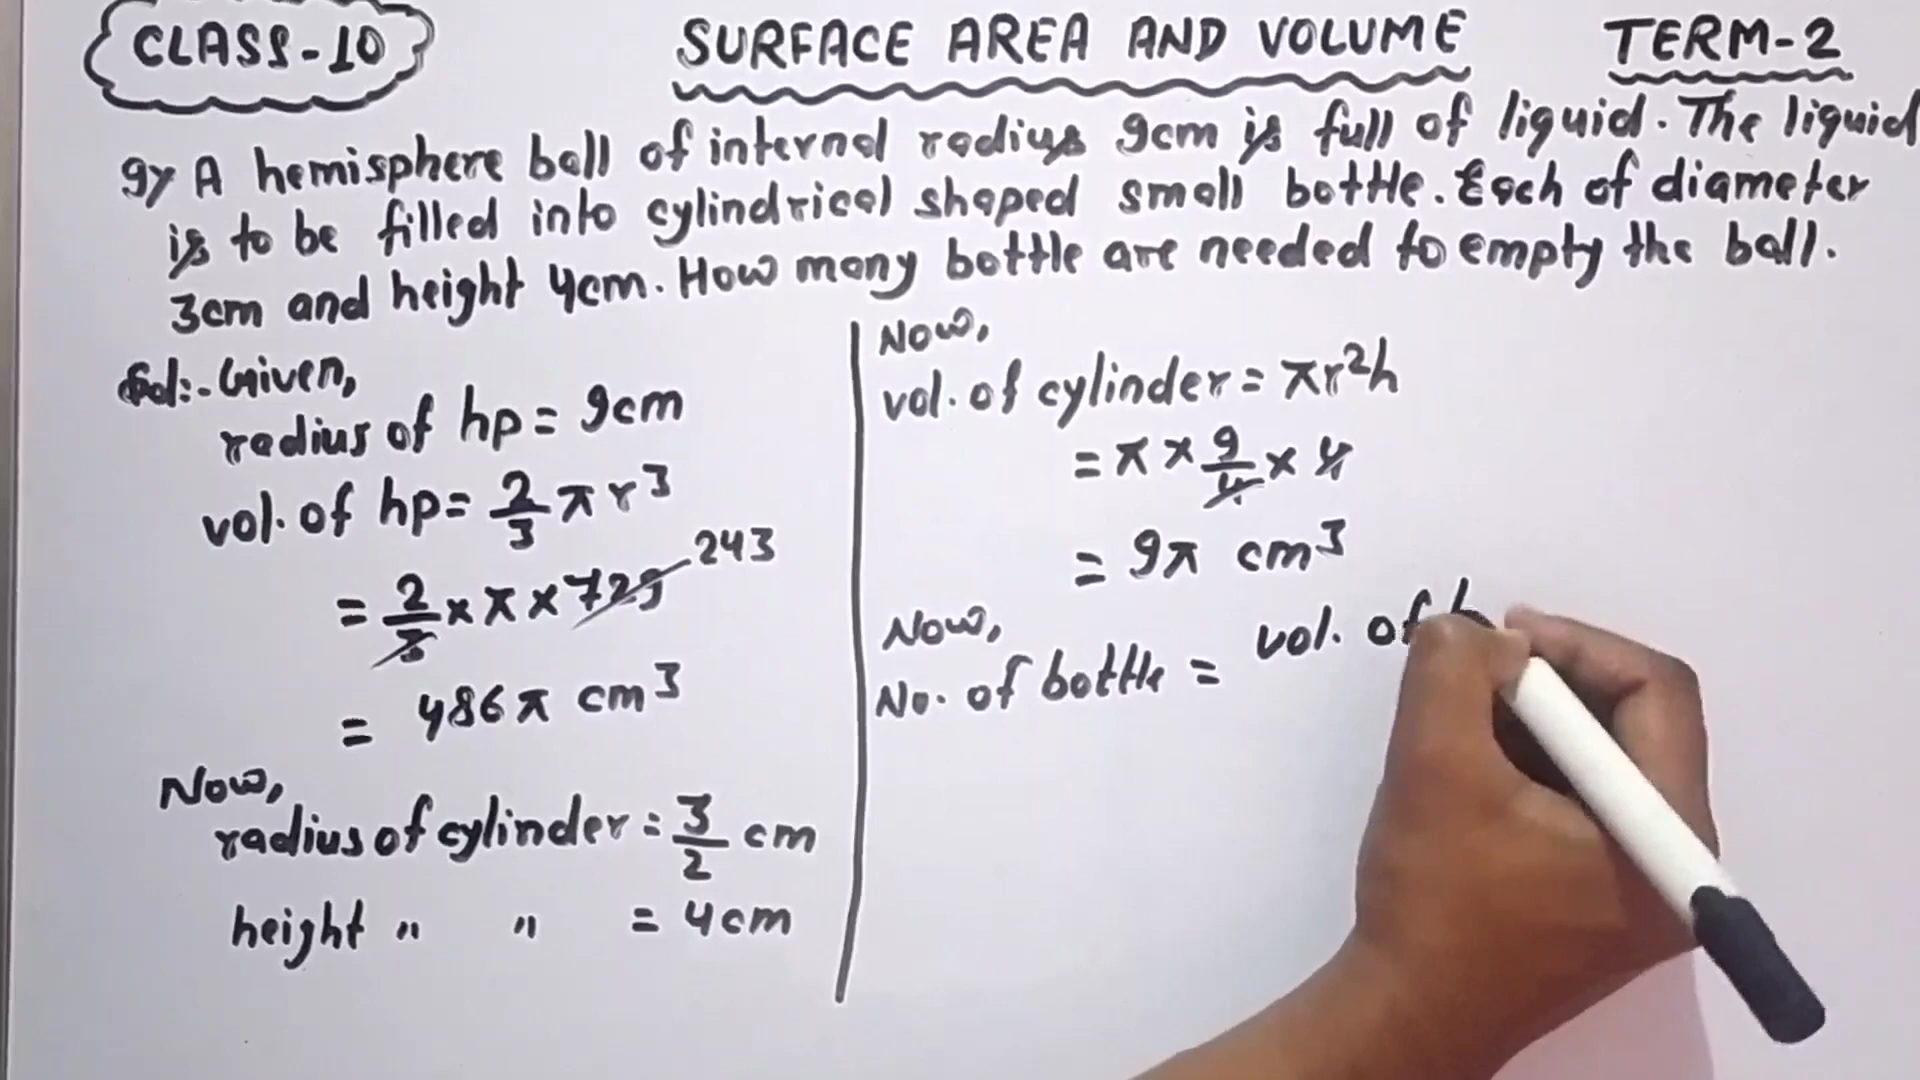 CLASS-10
SURFACE AREA AND VOLUME
TERM-2
9) A hemisphere ball of internal radius 9cm is full of liquid. The liquid
is to be filled into cylindrical shaped small bottle. Each of diameter
3cm and height 4cm. How many bottle are needed to empty the ball.
Sol:- Given,
radius of hp = 9cm
vol. of hp = 2/3 πr³
= 2/3 × π × 729 243
= 486π cm³
Now,
radius of cylinder = 3/2 cm
height " " = 4cm
Now,
vol. of cylinder = πr²h
= π × 9/4 × 4
= 9π cm³
Now,
No. of bottle = vol. of